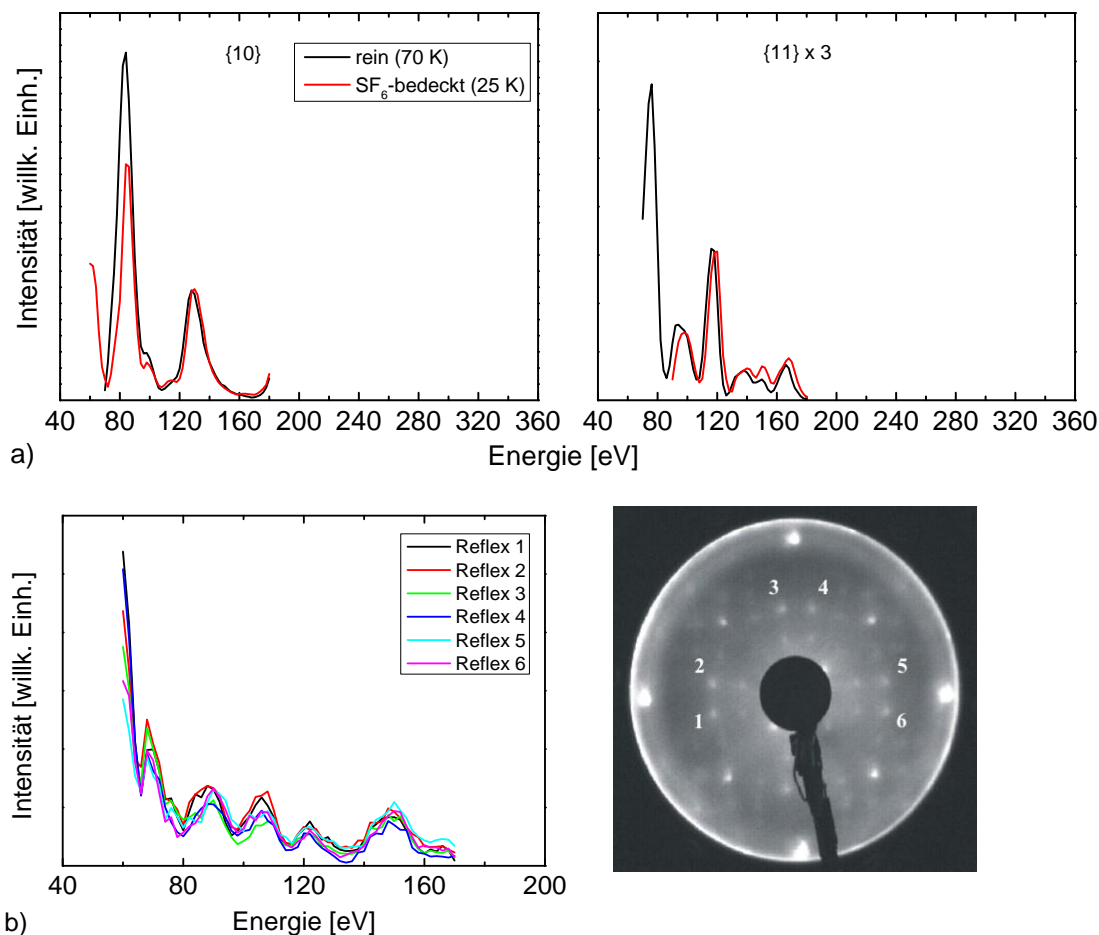 {10}
rein (70 K)
SF₆-bedeckt (25 K)
{11} x 3
Intensität [willk. Einh.]
40 80 120 160 200 240 280 320 360
40 80 120 160 200 240 280 320 360
a)
Energie [eV]
Reflex 1
Reflex 2
Reflex 3
Reflex 4
Reflex 5
Reflex 6
Intensität [willk. Einh.]
40 80 120 160 200
Energie [eV]
b)
3 4
2 5
1 6